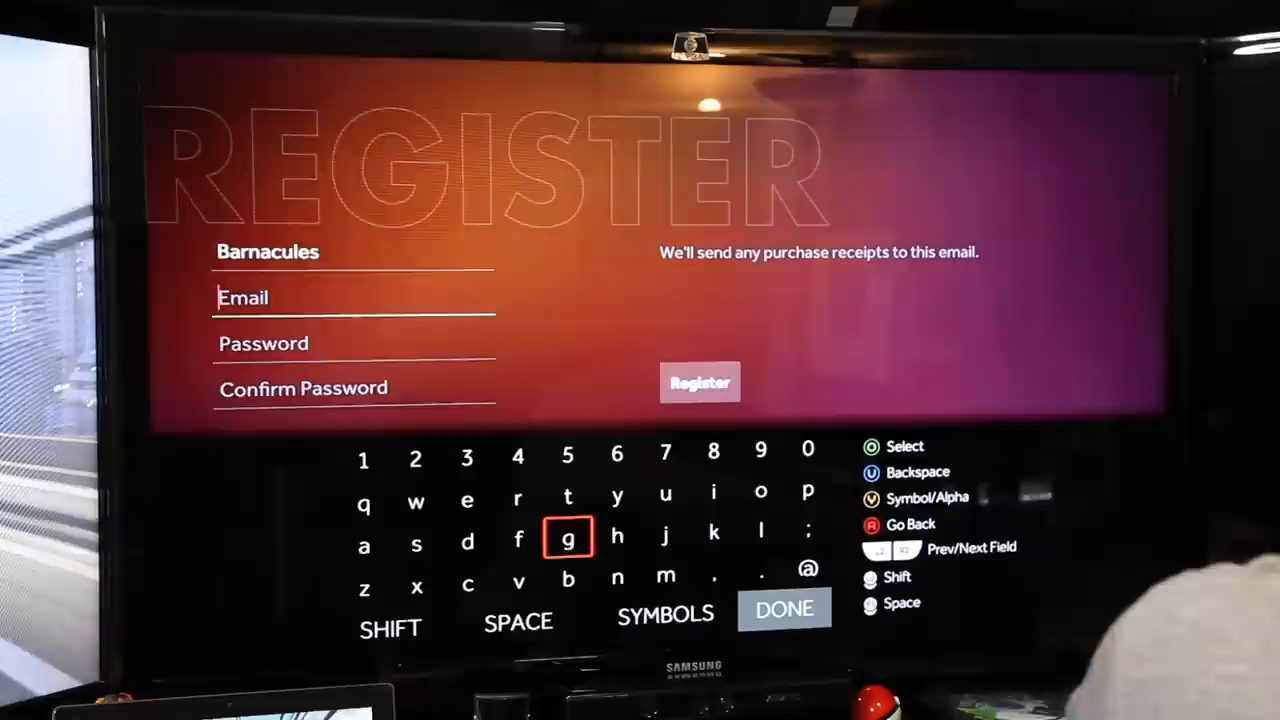 REGISTER
Barnacules
We'll send any purchase receipts to this email.
Email
Password
Confirm Password
Register
1 2 3 4 5 6 7 8 9 0
q w e r t y u i o p
a s d f g h j k l ;
z x c v b n m , . @
SHIFT SPACE SYMBOLS DONE
O Select
U Backspace
Y Symbol/Alpha
A Go Back
L2 R2 Prev/Next Field
Shift
Space
SAMSUNG